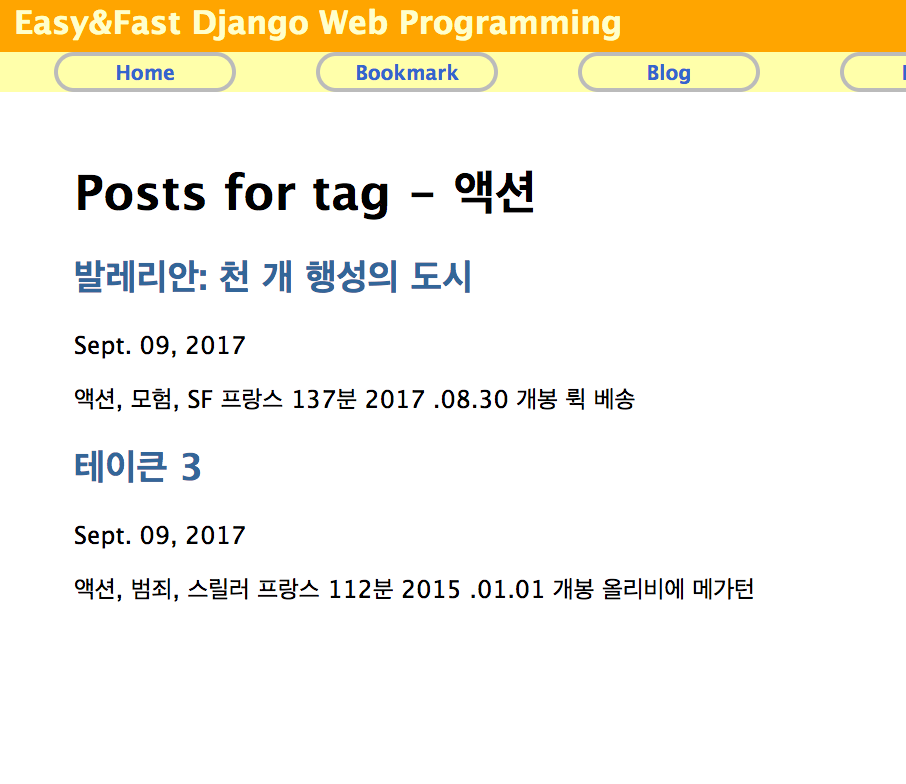 Easy&Fast Django Web Programming
Home Bookmark Blog
Posts for tag - 액션
발레리안: 천 개 행성의 도시
Sept. 09, 2017
액션, 모험, SF 프랑스 137분 2017 .08.30 개봉 뤽 베송
테이큰 3
Sept. 09, 2017
액션, 범죄, 스릴러 프랑스 112분 2015 .01.01 개봉 올리비에 메가턴